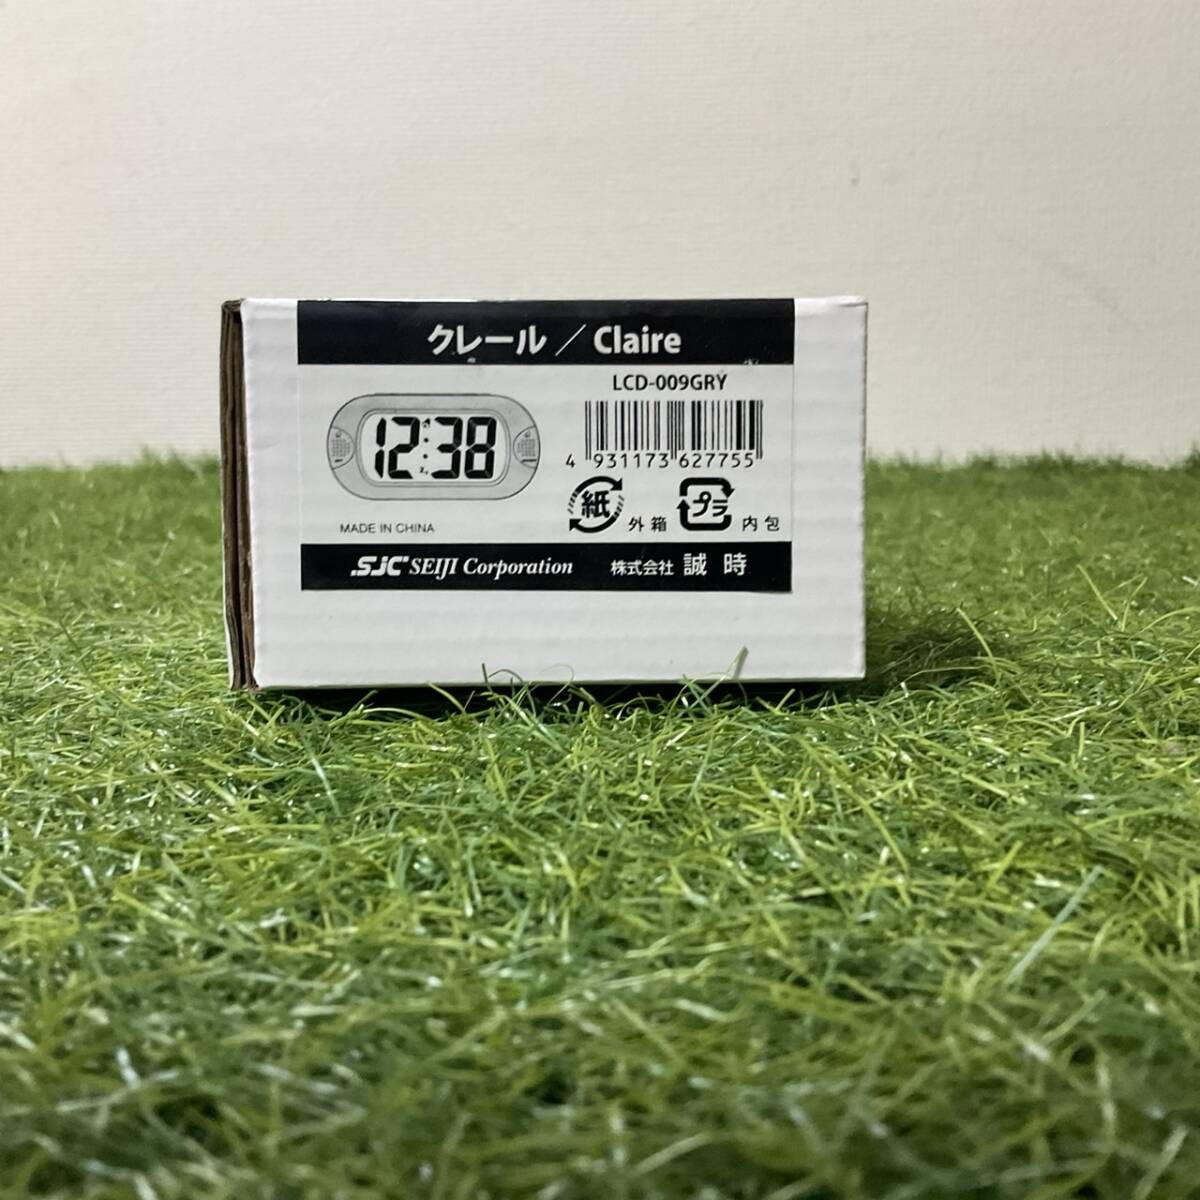 クレール／Claire
LCD-009GRY
12:38
4 931173 627755
紙 外箱 プラ 内包
MADE IN CHINA
SJC SEIJI Corporation 株式会社 誠時